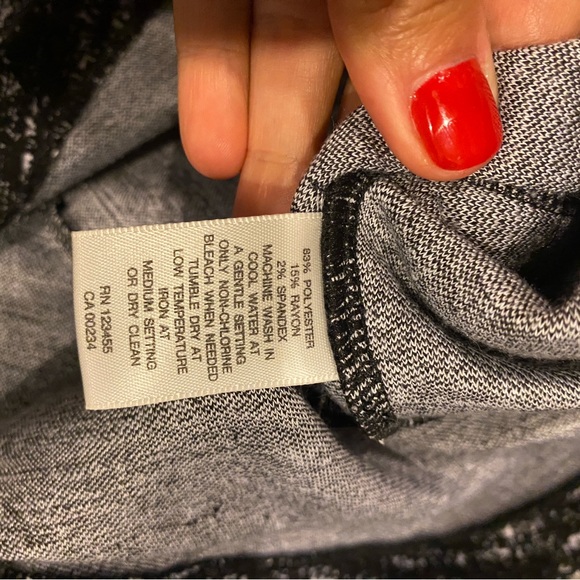 83% POLYESTER
15% RAYON
2% SPANDEX
MACHINE WASH IN
COOL WATER AT
A GENTLE SETTING
ONLY NON-CHLORINE
BLEACH WHEN NEEDED
TUMBLE DRY AT
LOW TEMPERATURE
IRON AT
MEDIUM SETTING
OR DRY CLEAN
RN 123455
CA 00234